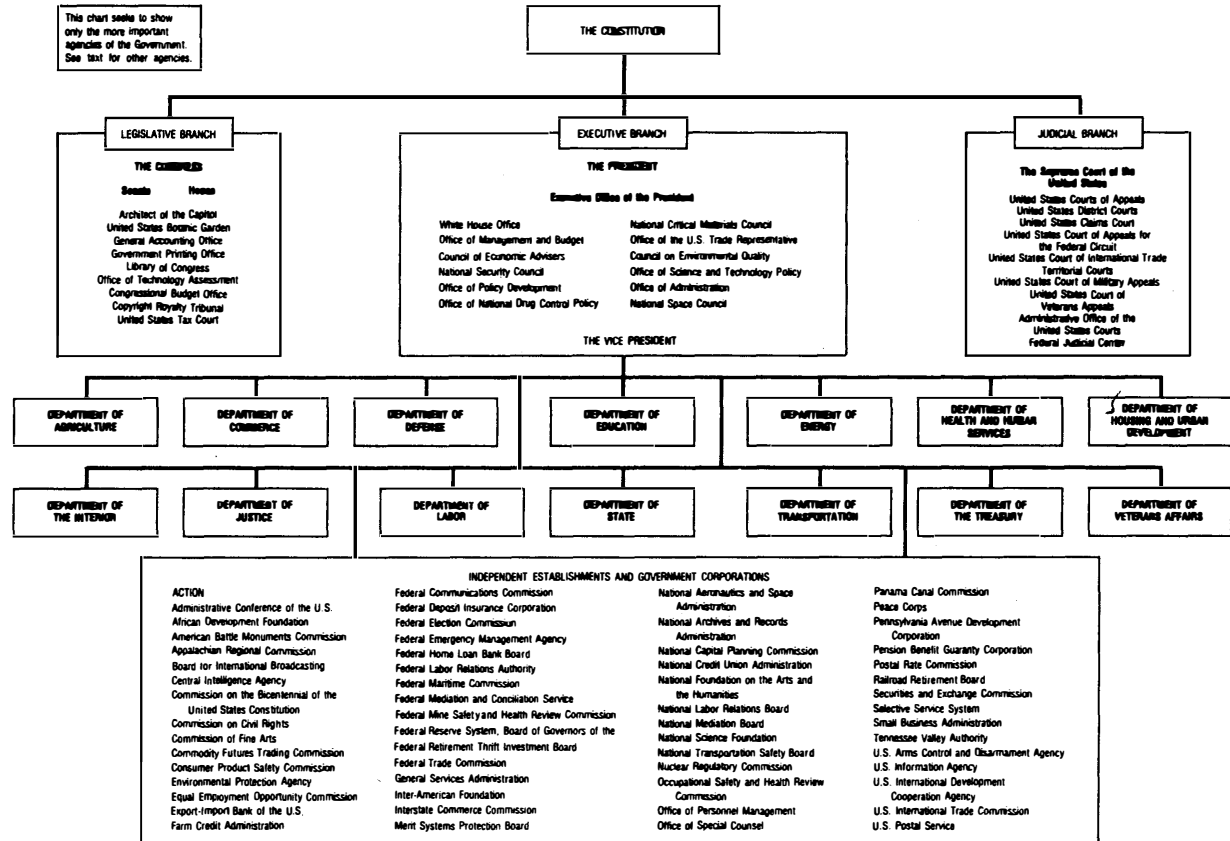 This chart seeks to show
only the more important
agencies of the Government.
See text for other agencies.
THE CONSTITUTION
LEGISLATIVE BRANCH
THE CONGRESS
Senate House
Architect of the Capitol
United States Botanic Garden
General Accounting Office
Government Printing Office
Library of Congress
Office of Technology Assessment
Congressional Budget Office
Copyright Royalty Tribunal
United States Tax Court
EXECUTIVE BRANCH
THE PRESIDENT
Executive Office of the President
White House Office
Office of Management and Budget
Council of Economic Advisers
National Security Council
Office of Policy Development
Office of National Drug Control Policy
National Critical Materials Council
Office of the U.S. Trade Representative
Council on Environmental Quality
Office of Science and Technology Policy
Office of Administration
National Space Council
THE VICE PRESIDENT
JUDICIAL BRANCH
The Supreme Court of the
United States
United States Courts of Appeals
United States District Courts
United States Claims Court
United States Court of Appeals for
the Federal Circuit
United States Court of International Trade
Territorial Courts
United States Court of Military Appeals
United States Court of
Veterans Appeals
Administrative Office of the
United States Courts
Federal Judicial Center
DEPARTMENT OF
AGRICULTURE
DEPARTMENT OF
COMMERCE
DEPARTMENT OF
DEFENSE
DEPARTMENT OF
EDUCATION
DEPARTMENT OF
ENERGY
DEPARTMENT OF
HEALTH AND HUMAN
SERVICES
DEPARTMENT OF
HOUSING AND URBAN
DEVELOPMENT
DEPARTMENT OF
THE INTERIOR
DEPARTMENT OF
JUSTICE
DEPARTMENT OF
LABOR
DEPARTMENT OF
STATE
DEPARTMENT OF
TRANSPORTATION
DEPARTMENT OF
THE TREASURY
DEPARTMENT OF
VETERANS AFFAIRS
INDEPENDENT ESTABLISHMENTS AND GOVERNMENT CORPORATIONS
ACTION
Administrative Conference of the U.S.
African Development Foundation
American Battle Monuments Commission
Appalachian Regional Commission
Board for International Broadcasting
Central Intelligence Agency
Commission on the Bicentennial of the
United States Constitution
Commission on Civil Rights
Commission of Fine Arts
Commodity Futures Trading Commission
Consumer Product Safety Commission
Environmental Protection Agency
Equal Employment Opportunity Commission
Export-Import Bank of the U.S.
Farm Credit Administration
Federal Communications Commission
Federal Deposit Insurance Corporation
Federal Election Commission
Federal Emergency Management Agency
Federal Home Loan Bank Board
Federal Labor Relations Authority
Federal Maritime Commission
Federal Mediation and Conciliation Service
Federal Mine Safety and Health Review Commission
Federal Reserve System, Board of Governors of the
Federal Retirement Thrift Investment Board
Federal Trade Commission
General Services Administration
Inter-American Foundation
Interstate Commerce Commission
Merit Systems Protection Board
National Aeronautics and Space
Administration
National Archives and Records
Administration
National Capital Planning Commission
National Credit Union Administration
National Foundation on the Arts and
the Humanities
National Labor Relations Board
National Mediation Board
National Science Foundation
National Transportation Safety Board
Nuclear Regulatory Commission
Occupational Safety and Health Review
Commission
Office of Personnel Management
Office of Special Counsel
Panama Canal Commission
Peace Corps
Pennsylvania Avenue Development
Corporation
Pension Benefit Guaranty Corporation
Postal Rate Commission
Railroad Retirement Board
Securities and Exchange Commission
Selective Service System
Small Business Administration
Tennessee Valley Authority
U.S. Arms Control and Disarmament Agency
U.S. Information Agency
U.S. International Development
Cooperation Agency
U.S. International Trade Commission
U.S. Postal Service